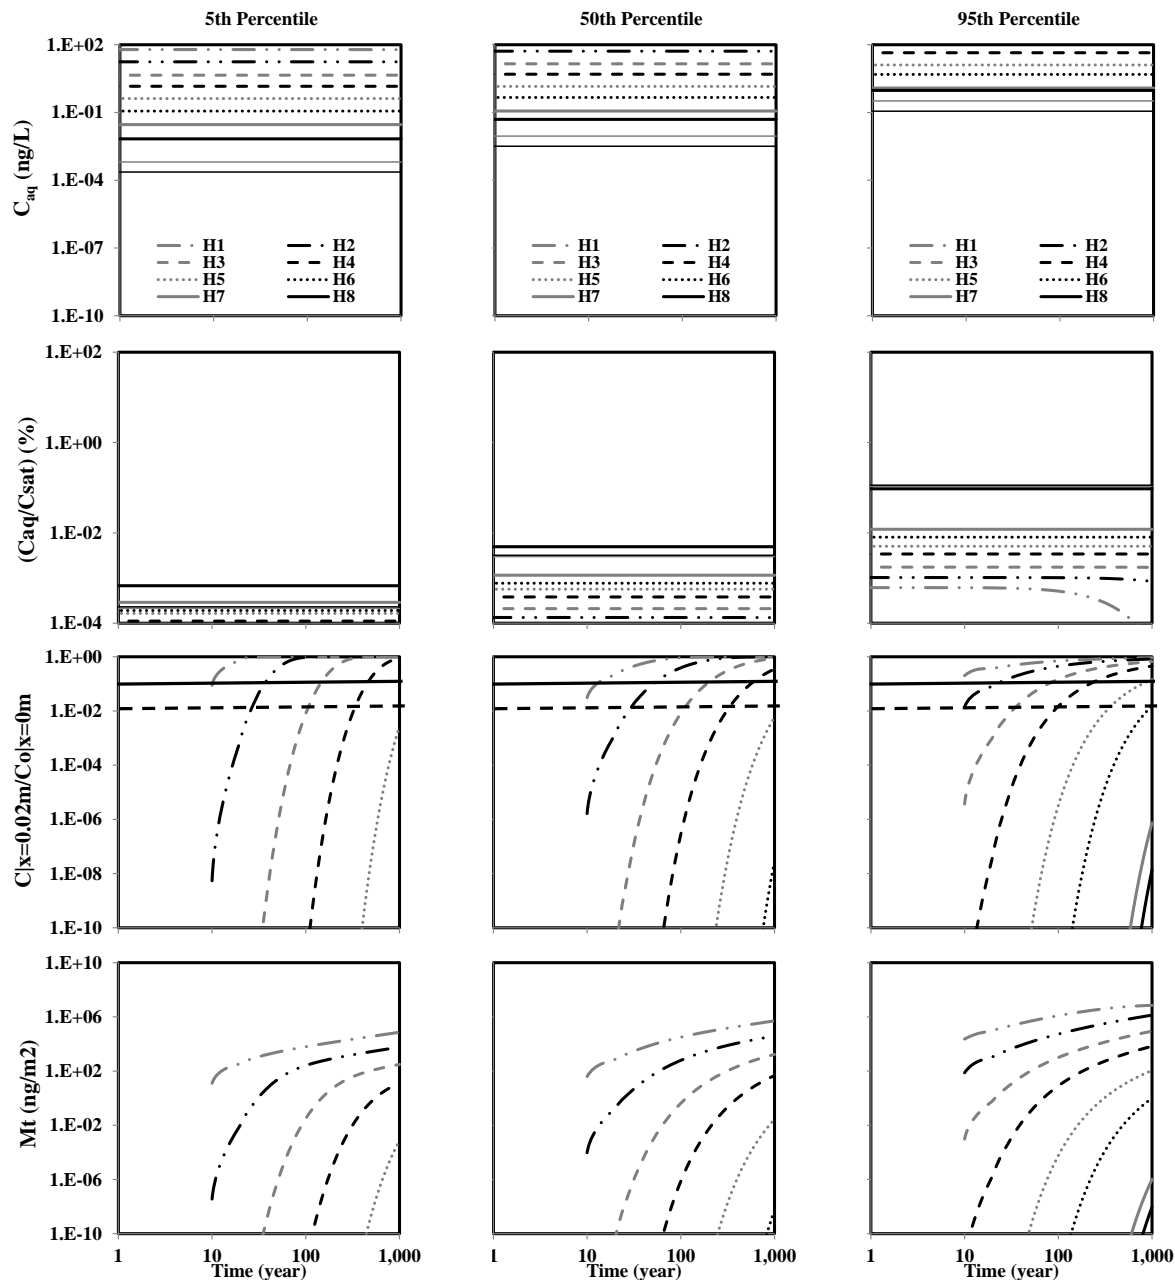 5th Percentile 50th Percentile 95th Percentile
C_aq (ng/L)
1.E+02
1.E-01
1.E-04
1.E-07
1.E-10
H1 H2
H3 H4
H5 H6
H7 H8
H1 H2
H3 H4
H5 H6
H7 H8
H1 H2
H3 H4
H5 H6
H7 H8
(Caq/Csat) (%)
1.E+02
1.E+00
1.E-02
1.E-04
C|x=0.02m/Co|x=0m
1.E+00
1.E-02
1.E-04
1.E-06
1.E-08
1.E-10
Mt (ng/m2)
1.E+10
1.E+06
1.E+02
1.E-02
1.E-06
1.E-10
1 10 100 1,000
1 10 100 1,000
1 10 100 1,000
Time (year) Time (year) Time (year)